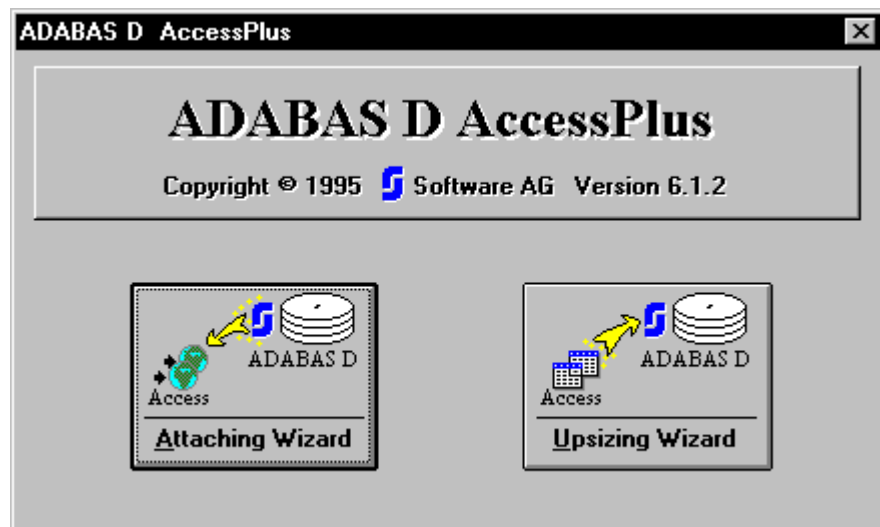 ADABAS D AccessPlus
ADABAS D AccessPlus
Copyright © 1995 Software AG Version 6.1.2
ADABAS D
Access
Attaching Wizard
ADABAS D
Access
Upsizing Wizard